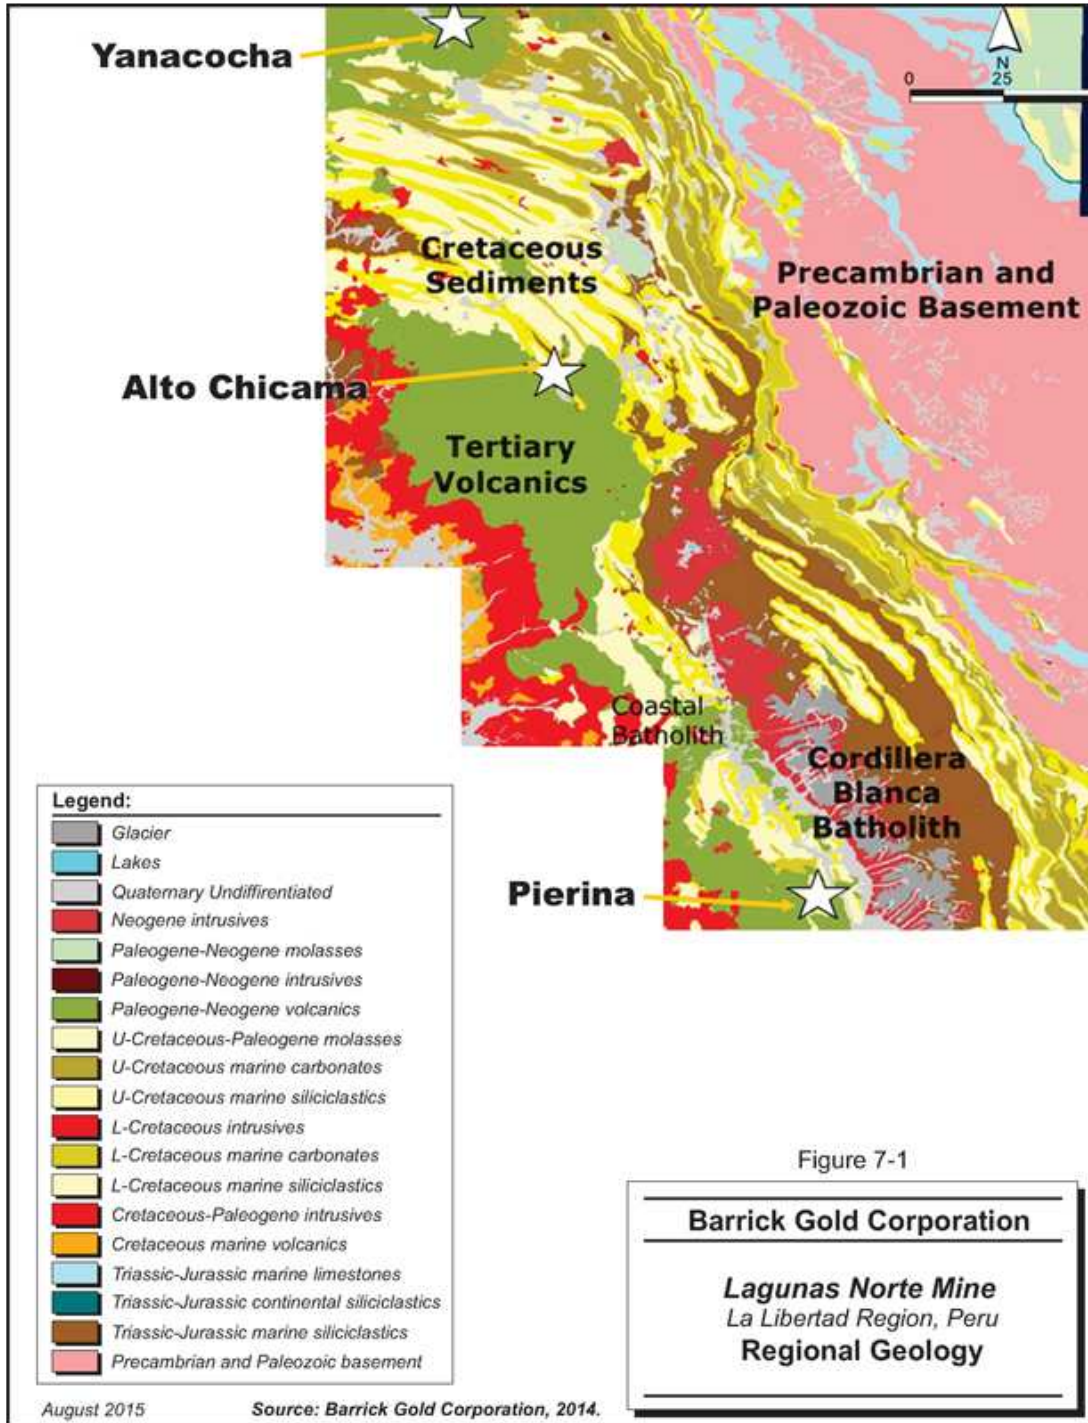 Yanacocha
N
0 25
Cretaceous
Sediments
Precambrian and
Paleozoic Basement
Alto Chicama
Tertiary
Volcanics
Coastal
Batholith
Cordillera
Blanca
Batholith
Pierina
Legend:
Glacier
Lakes
Quaternary Undiffirentiated
Neogene intrusives
Paleogene-Neogene molasses
Paleogene-Neogene intrusives
Paleogene-Neogene volcanics
U-Cretaceous-Paleogene molasses
U-Cretaceous marine carbonates
U-Cretaceous marine siliciclastics
L-Cretaceous intrusives
L-Cretaceous marine carbonates
L-Cretaceous marine siliciclastics
Cretaceous-Paleogene intrusives
Cretaceous marine volcanics
Triassic-Jurassic marine limestones
Triassic-Jurassic continental siliciclastics
Triassic-Jurassic marine siliciclastics
Precambrian and Paleozoic basement
Figure 7-1
Barrick Gold Corporation
Lagunas Norte Mine
La Libertad Region, Peru
Regional Geology
August 2015 Source: Barrick Gold Corporation, 2014.